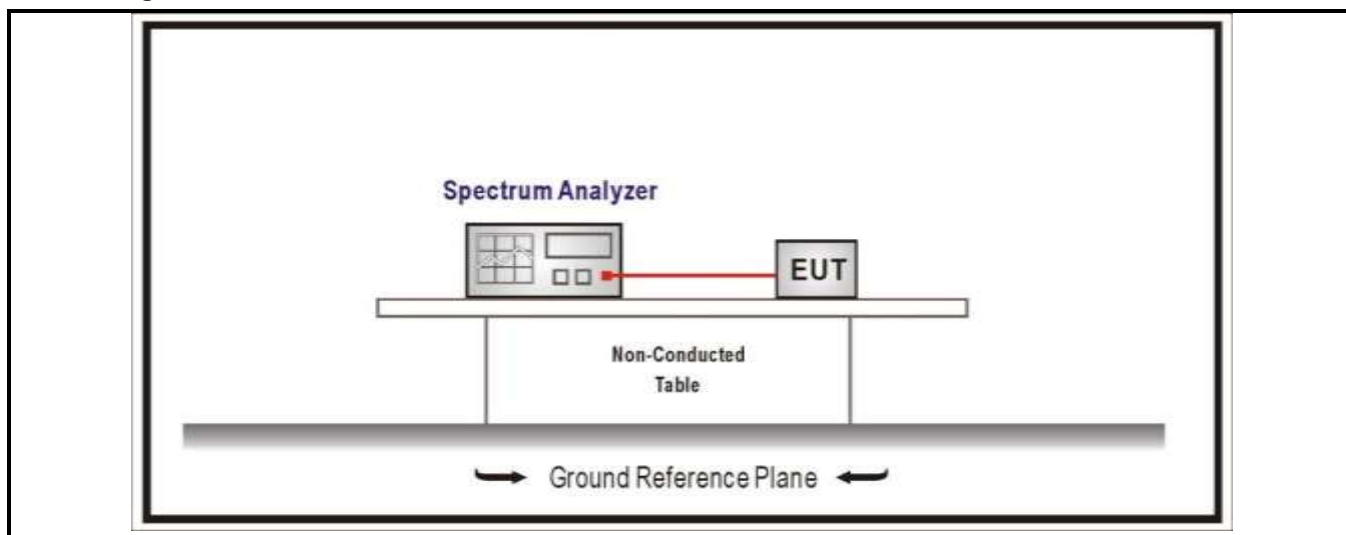 Spectrum Analyzer
EUT
Non-Conducted
Table
Ground Reference Plane